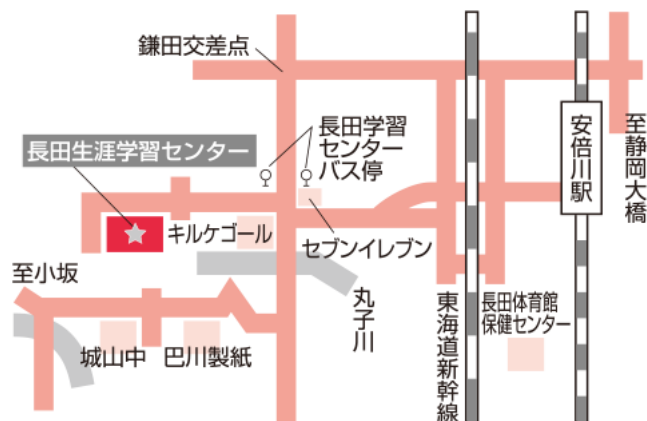 鎌田交差点
長田学習
センター
バス停
安倍川駅
至静岡大橋
長田生涯学習センター
キルケゴール
セブンイレブン
至小坂
丸子川
東海道新幹線
長田体育館
保健センター
城山中
巴川製紙